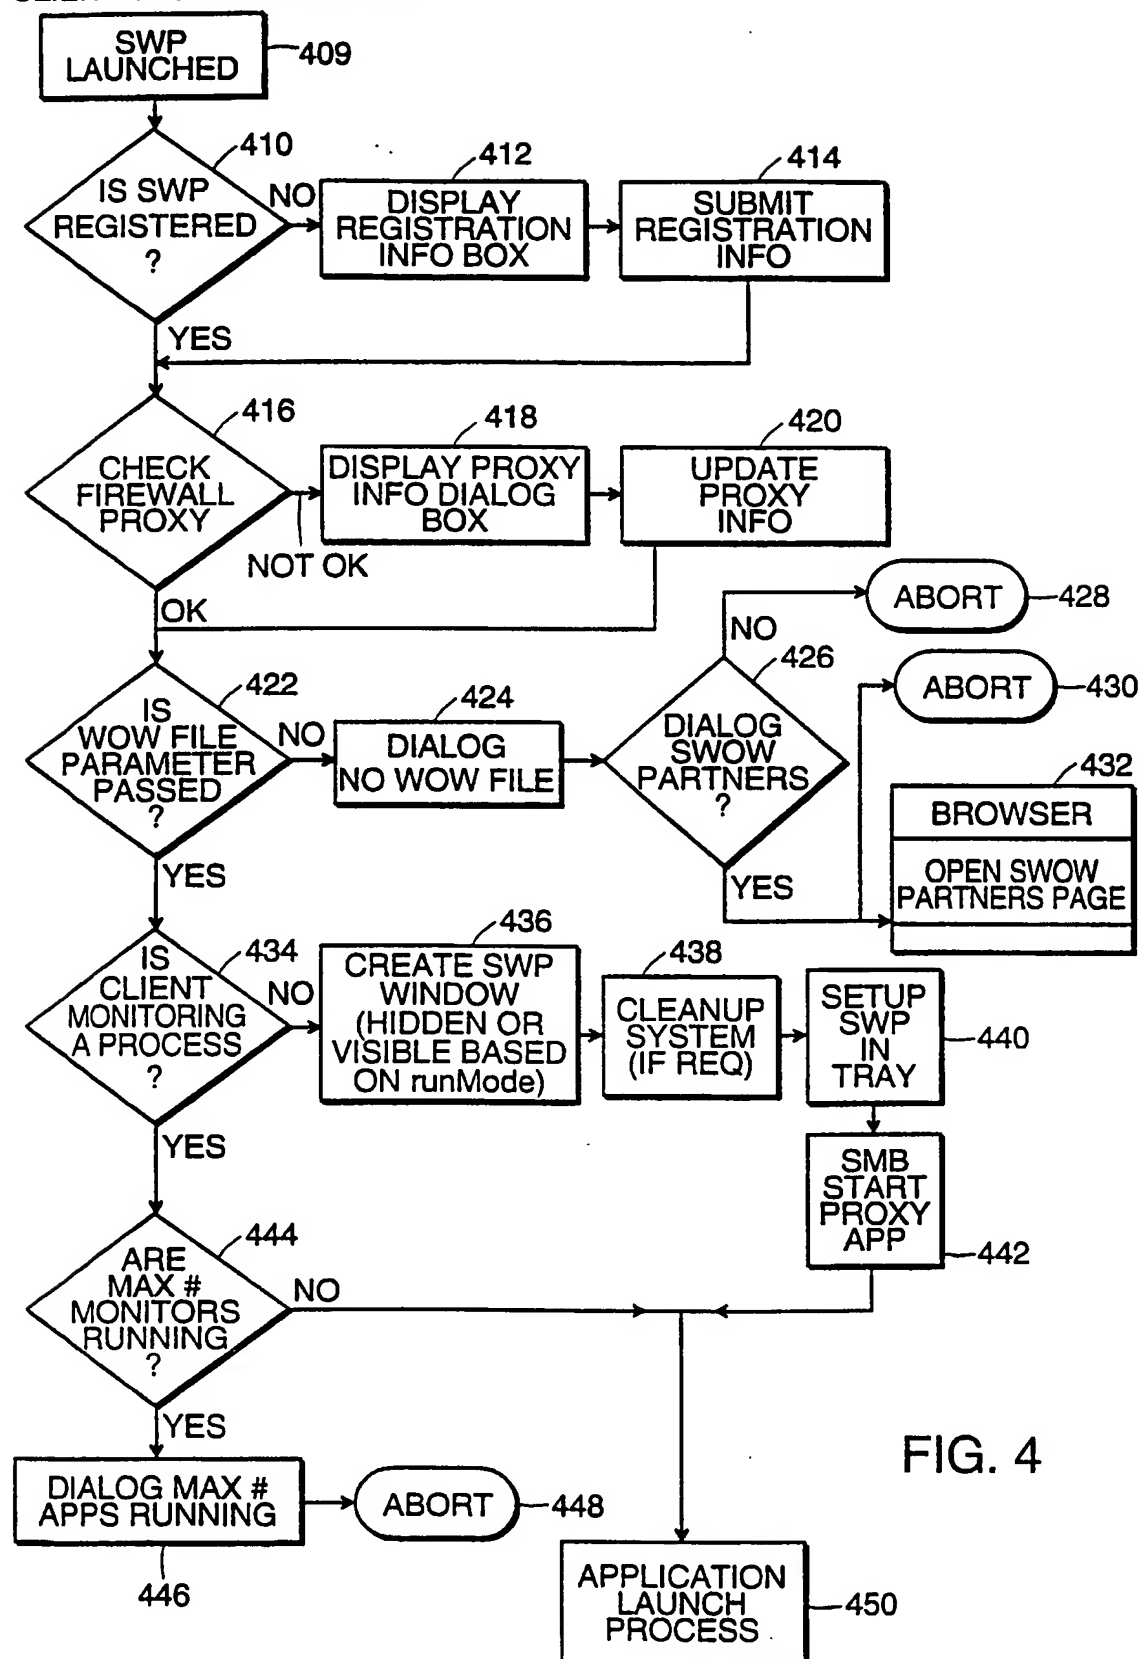 SWP
LAUNCHED
409
410
IS SWP
REGISTERED
?
NO
412
DISPLAY
REGISTRATION
INFO BOX
414
SUBMIT
REGISTRATION
INFO
YES
416
CHECK
FIREWALL
PROXY
NOT OK
418
DISPLAY PROXY
INFO DIALOG
BOX
420
UPDATE
PROXY
INFO
OK
422
IS
WOW FILE
PARAMETER
PASSED
?
NO
424
DIALOG
NO WOW FILE
426
DIALOG
SWOW
PARTNERS
?
NO
ABORT
428
ABORT
430
YES
432
BROWSER
OPEN SWOW
PARTNERS PAGE
YES
434
IS
CLIENT
MONITORING
A PROCESS
?
NO
436
CREATE SWP
WINDOW
(HIDDEN OR
VISIBLE BASED
ON runMode)
438
CLEANUP
SYSTEM
(IF REQ)
SETUP
SWP
IN
TRAY
440
SMB
START
PROXY
APP
442
YES
444
ARE
MAX #
MONITORS
RUNNING
?
NO
YES
DIALOG MAX #
APPS RUNNING
446
ABORT
448
APPLICATION
LAUNCH
PROCESS
450
FIG. 4